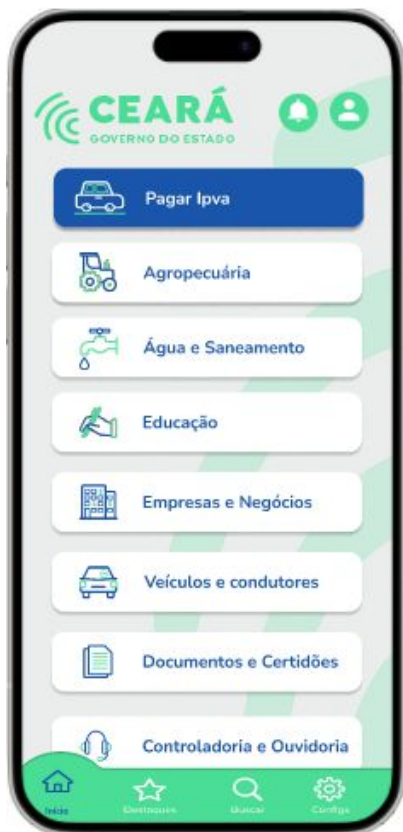 CEARÁ
GOVERNO DO ESTADO
Pagar Ipva
Agropecuária
Água e Saneamento
Educação
Empresas e Negócios
Veículos e condutores
Documentos e Certidões
Controladoria e Ouvidoria
Início
Destaques
Buscar
Configs